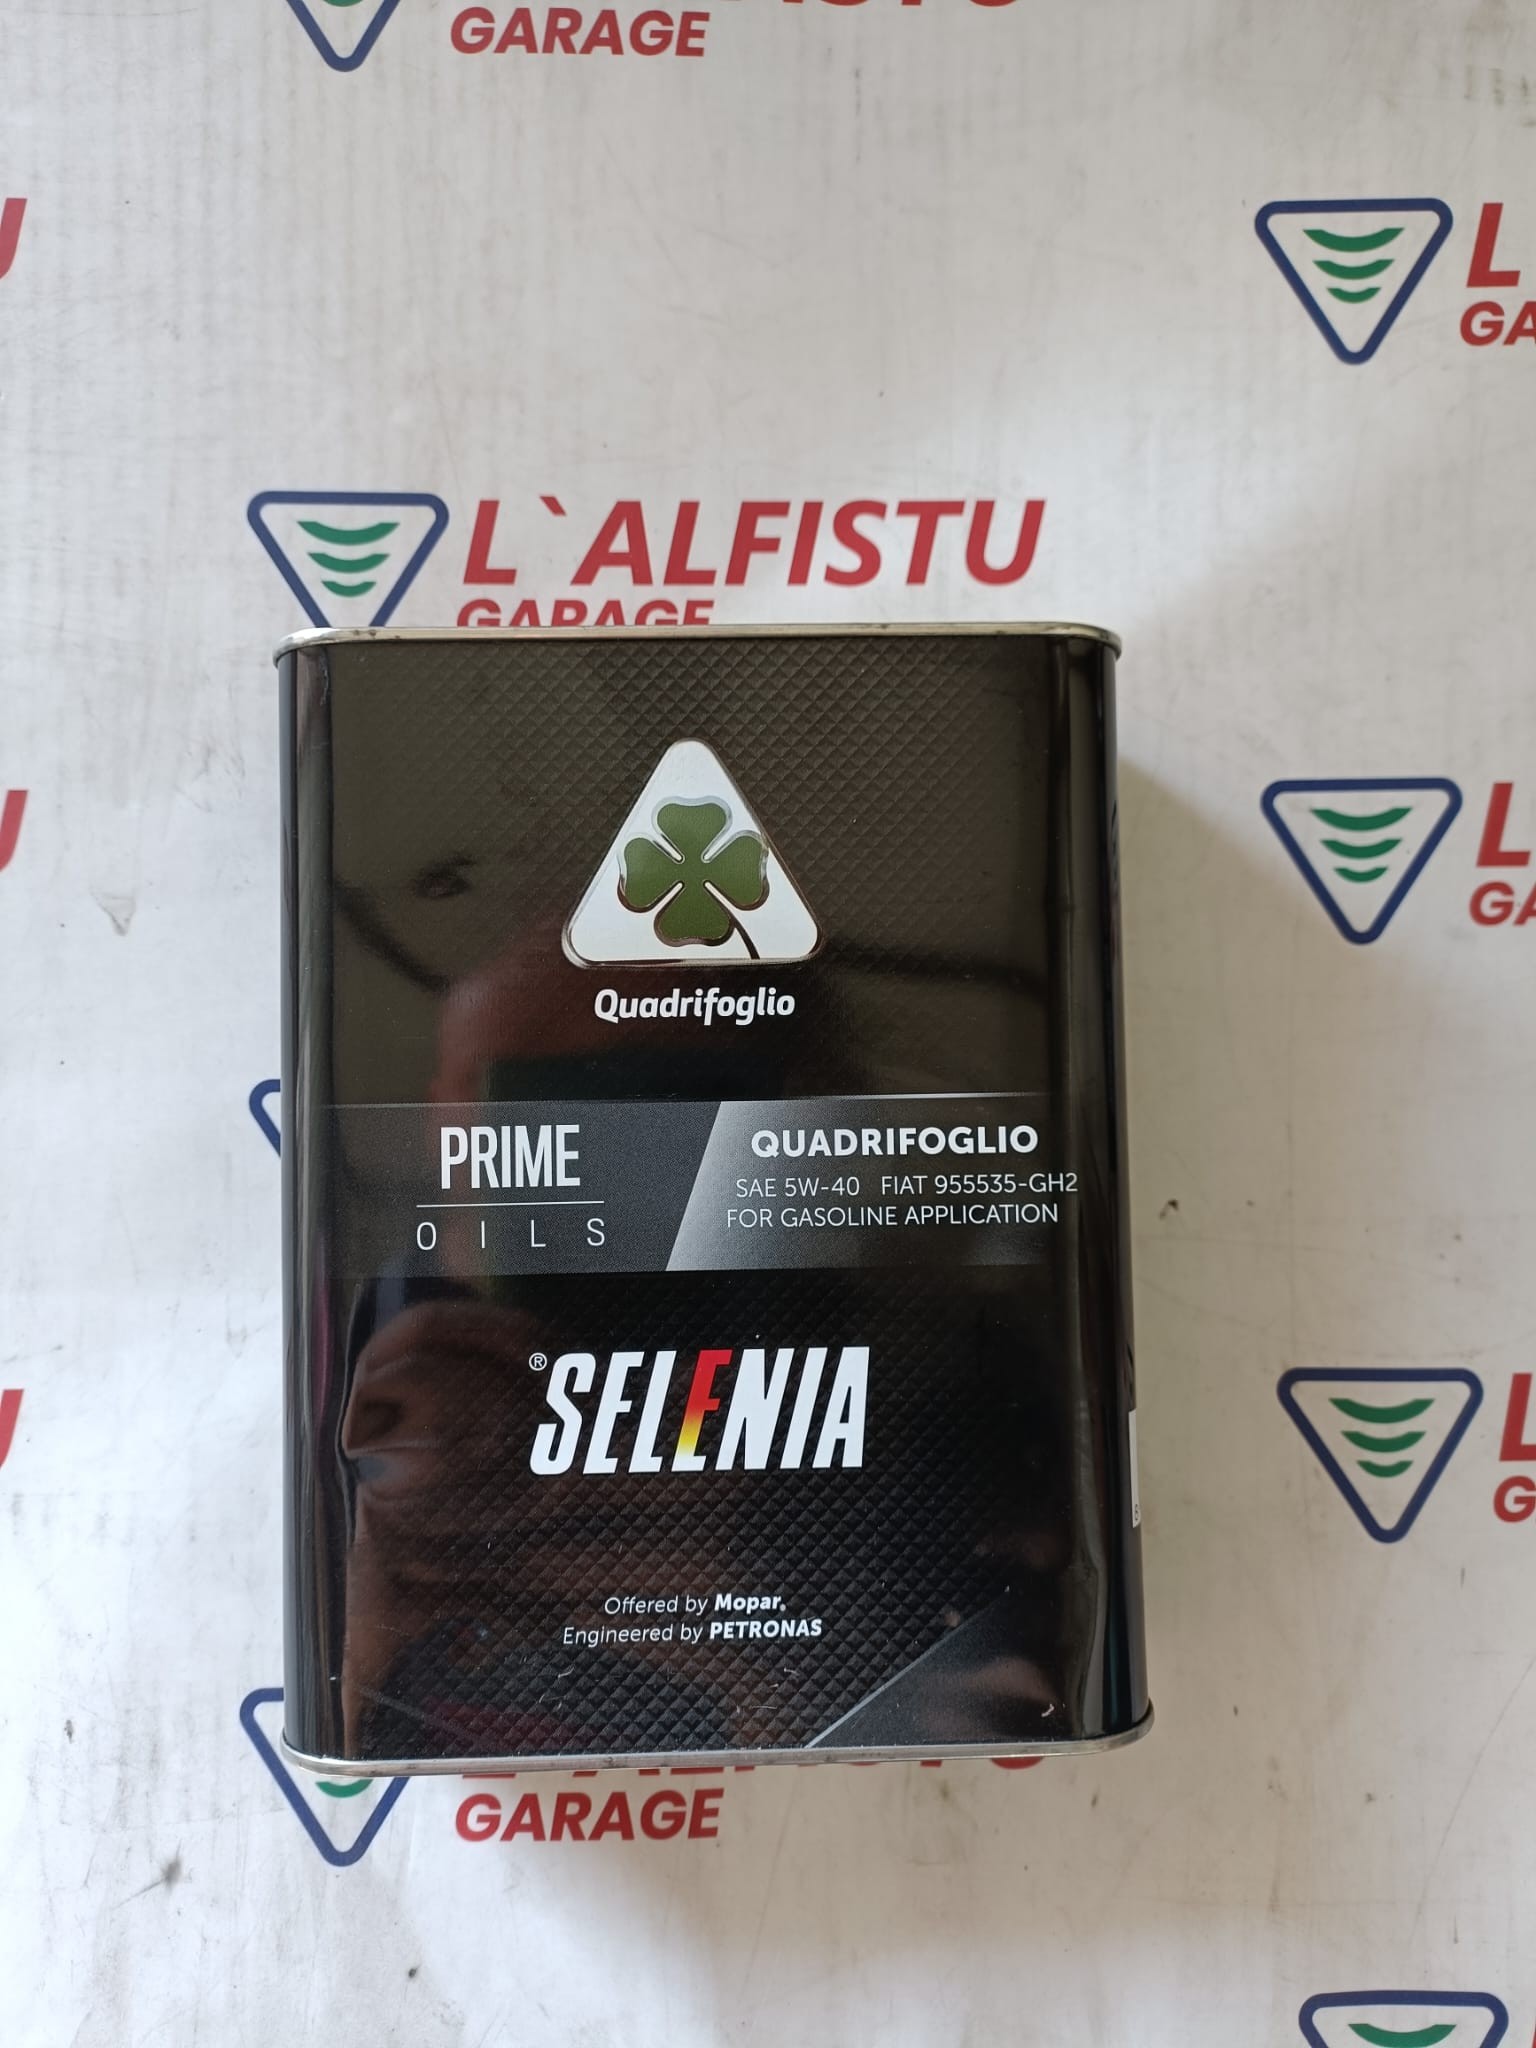 GARAGE
L`ALFISTU
GARAGE
Quadrifoglio
PRIME
OILS
QUADRIFOGLIO
SAE 5W-40 FIAT 955535-GH2
FOR GASOLINE APPLICATION
®SELENIA
Offered by Mopar®
Engineered by PETRONAS
GARAGE